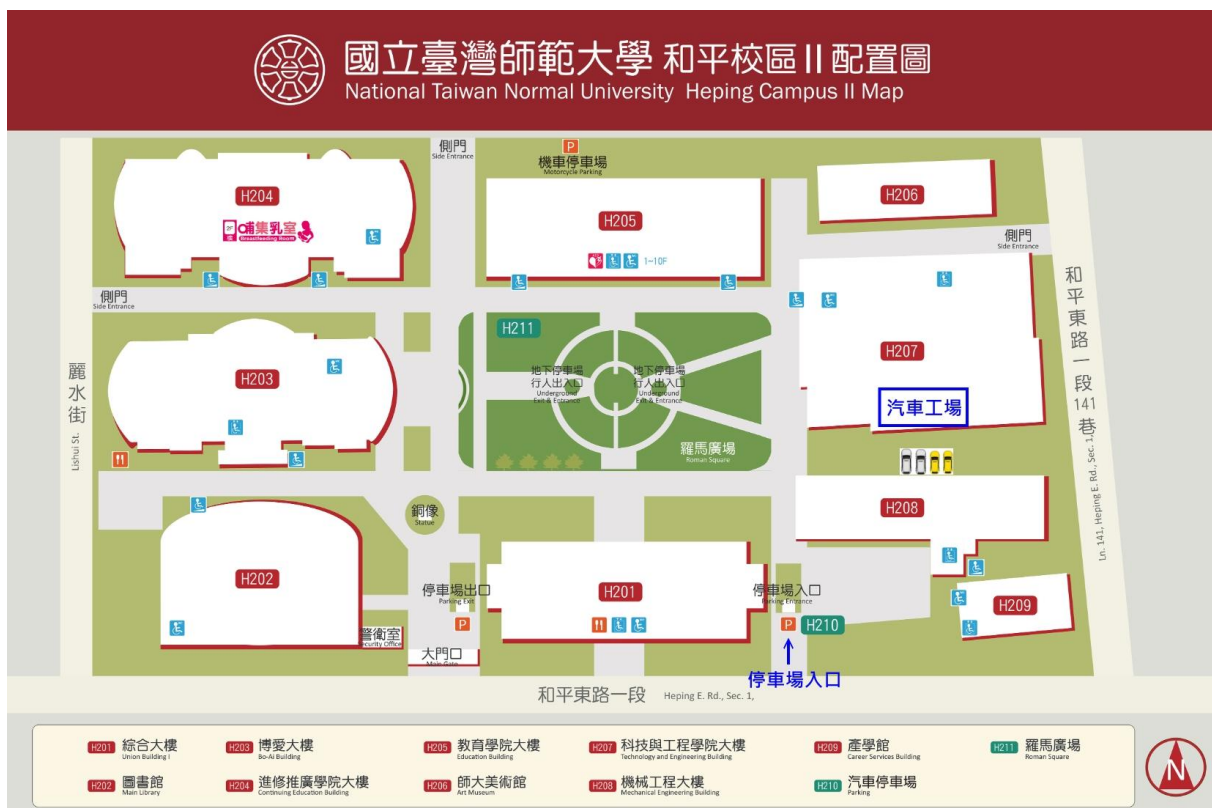 國立臺灣師範大學 和平校區II配置圖
National Taiwan Normal University Heping Campus II Map
側門
Side Entrance
P
機車停車場
Motorcycle Parking
H204
2F
哺集乳室
Breastfeeding Room
H205
1-10F
H206
側門
Side Entrance
側門
Side Entrance
H211
H207
汽車工場
H203
地下停車場
行人出入口
Underground
Exit & Entrance
地下停車場
行人出入口
Underground
Exit & Entrance
羅馬廣場
Roman Square
麗水街
Lishui St.
和平東路一段141巷
Ln. 141, Heping E. Rd., Sec. 1,
銅像
Statue
H208
H202
停車場出口
Parking Exit
P
H201
停車場入口
Parking Entrance
P
H210
H209
警衛室
Security Office
大門口
Main Gate
停車場入口
和平東路一段 Heping E. Rd., Sec. 1,
H201 綜合大樓
Union Building I
H203 博愛大樓
Bo-Ai Building
H205 教育學院大樓
Education Building
H207 科技與工程學院大樓
Technology and Engineering Building
H209 產學館
Career Services Building
H211 羅馬廣場
Roman Square
H202 圖書館
Main Library
H204 進修推廣學院大樓
Continuing Education Building
H206 師大美術館
Art Museum
H208 機械工程大樓
Mechanical Engineering Building
H210 汽車停車場
Parking
N